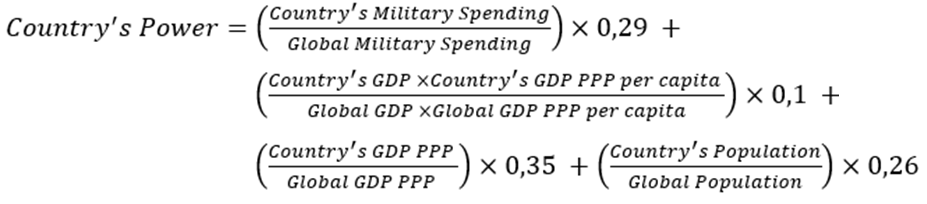 Country's Power = (Country's Military Spending / Global Military Spending) × 0,29 +
(Country's GDP ×Country's GDP PPP per capita / Global GDP ×Global GDP PPP per capita) × 0,1 +
(Country's GDP PPP / Global GDP PPP) × 0,35 + (Country's Population / Global Population) × 0,26